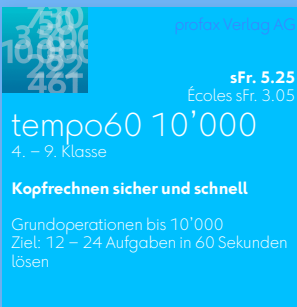 profax Verlag AG
sFr. 5.25
Écoles sFr. 3.05
tempo60 10’000
4. – 9. Klasse
Kopfrechnen sicher und schnell
Grundoperationen bis 10’000
Ziel: 12 – 24 Aufgaben in 60 Sekunden
lösen